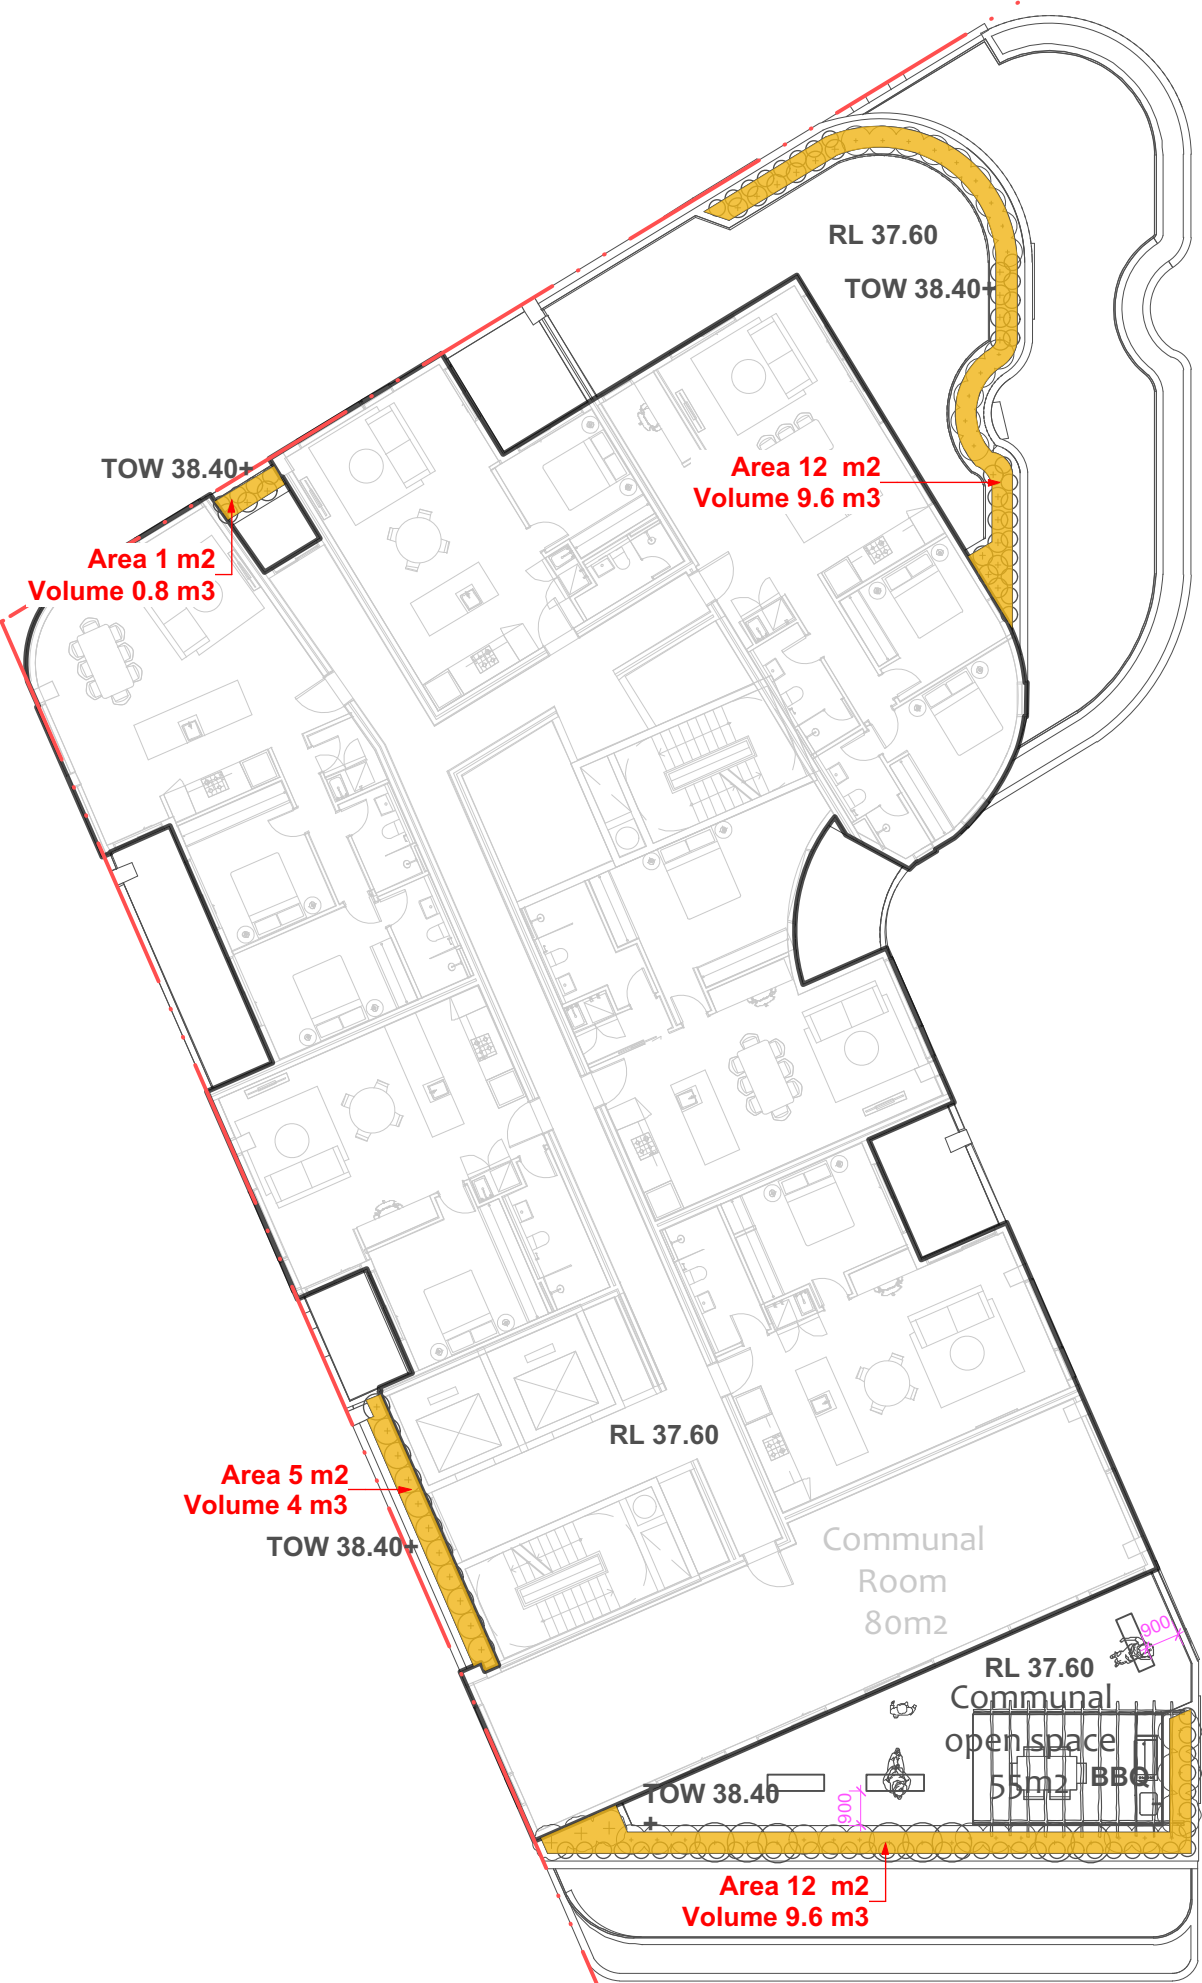 RL 37.60
TOW 38.40+
TOW 38.40+
Area 12 m2
Volume 9.6 m3
Area 1 m2
Volume 0.8 m3
RL 37.60
Area 5 m2
Volume 4 m3
TOW 38.40+
Communal
Room
80m2
900
RL 37.60
Communal
open space
55m2
BBQ
TOW 38.40
+
900
Area 12 m2
Volume 9.6 m3